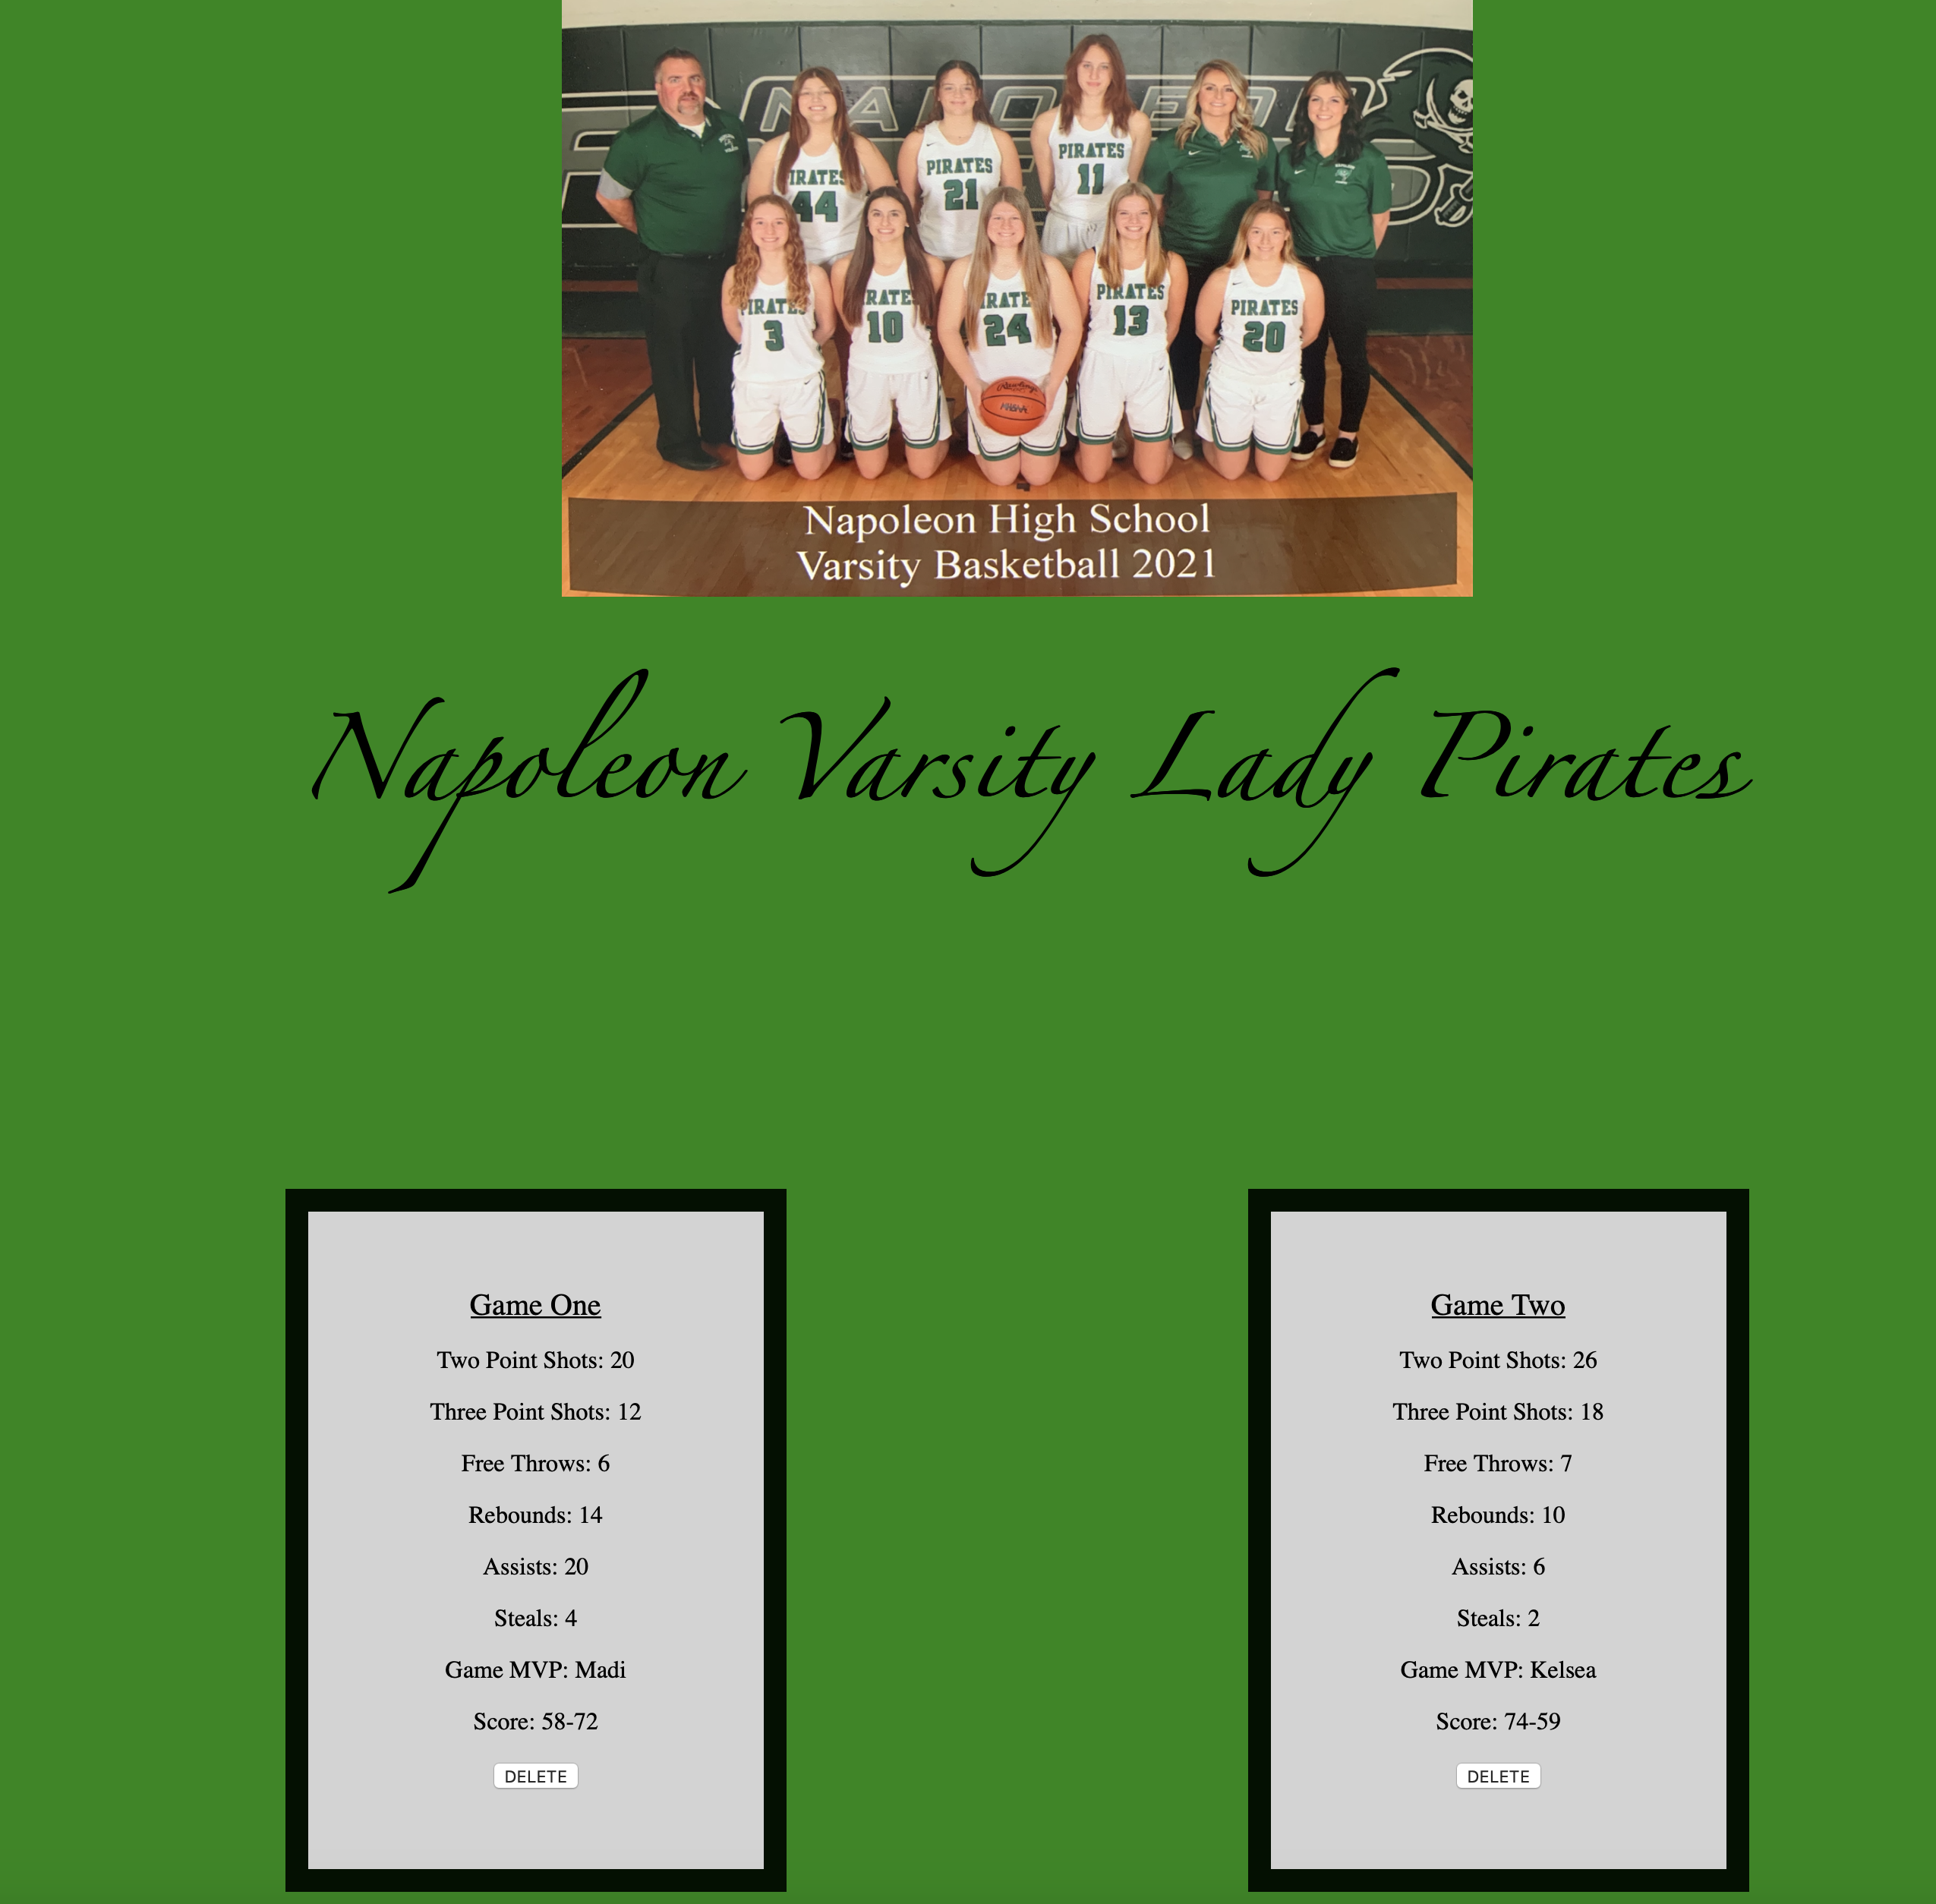 NAPOLEON
PIRATES
44
PIRATES
21
PIRATES
11
PIRATES
3
PIRATES
10
PIRATES
24
PIRATES
13
PIRATES
20
Napoleon High School
Varsity Basketball 2021
Napoleon Varsity Lady Pirates
Game One
Two Point Shots: 20
Three Point Shots: 12
Free Throws: 6
Rebounds: 14
Assists: 20
Steals: 4
Game MVP: Madi
Score: 58-72
DELETE
Game Two
Two Point Shots: 26
Three Point Shots: 18
Free Throws: 7
Rebounds: 10
Assists: 6
Steals: 2
Game MVP: Kelsea
Score: 74-59
DELETE